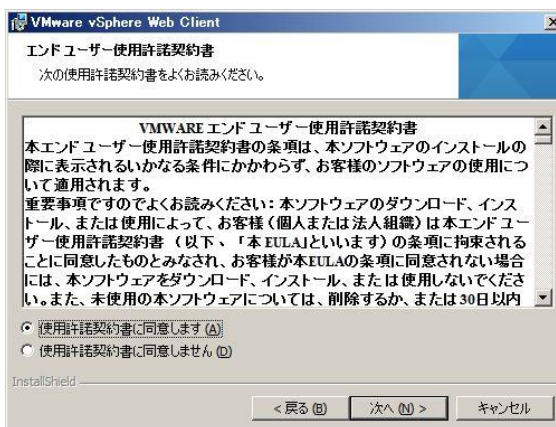 VMware vSphere Web Client
エンド ユーザー使用許諾契約書
次の使用許諾契約書をよくお読みください。
VMWARE エンド ユーザー使用許諾契約書
本エンド ユーザー使用許諾契約書の条項は、本ソフトウェアのインストールの
際に表示されるいかなる条件にかかわらず、お客様のソフトウェアの使用につ
いて適用されます。
重要事項ですのでよくお読みください：本ソフトウェアのダウンロード、インス
トール、または使用によって、お客様（個人または法人組織）は本エンド ユー
ザー使用許諾契約書 （以下、「本 EULA」といいます）の条項に拘束される
ことに同意したものとみなされ、お客様が本EULAの条項に同意されない場合
には、本ソフトウェアをダウンロード、インストール、または使用しないでくださ
い。また、未使用の本ソフトウェアについては、削除するか、または30日以内
使用許諾契約書に同意します (A)
使用許諾契約書に同意しません (D)
InstallShield
< 戻る (B)
次へ (N) >
キャンセル